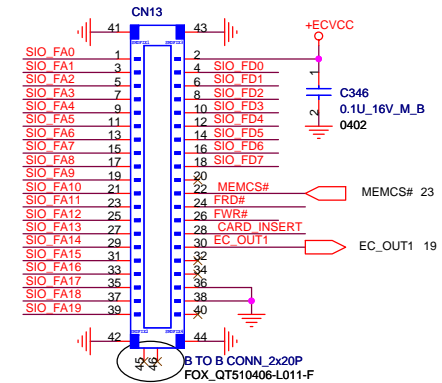 CN13
41 43
+ECVCC
SIO_FA0 1 2
SIO_FA1 3 4 SIO_FD0
SIO_FA2 5 6 SIO_FD1
SIO_FA3 7 8 SIO_FD2
SIO_FA4 9 10 SIO_FD3
SIO_FA5 11 12 SIO_FD4
SIO_FA6 13 14 SIO_FD5
SIO_FA7 15 16 SIO_FD6
SIO_FA8 17 18 SIO_FD7
SIO_FA9 19 20
SIO_FA10 21 22 MEMCS# MEMCS# 23
SIO_FA11 23 24 FRD#
SIO_FA12 25 26 FWR#
SIO_FA13 27 28 CARD_INSERT
SIO_FA14 29 30 EC_OUT1 EC_OUT1 19
SIO_FA15 31 32
SIO_FA16 33 34
SIO_FA17 35 36
SIO_FA18 37 38
SIO_FA19 39 40
1
C346
0.1U_16V_M_B
2
0402
42 44
45 46
B TO B CONN_2x20P
FOX_QT510406-L011-F